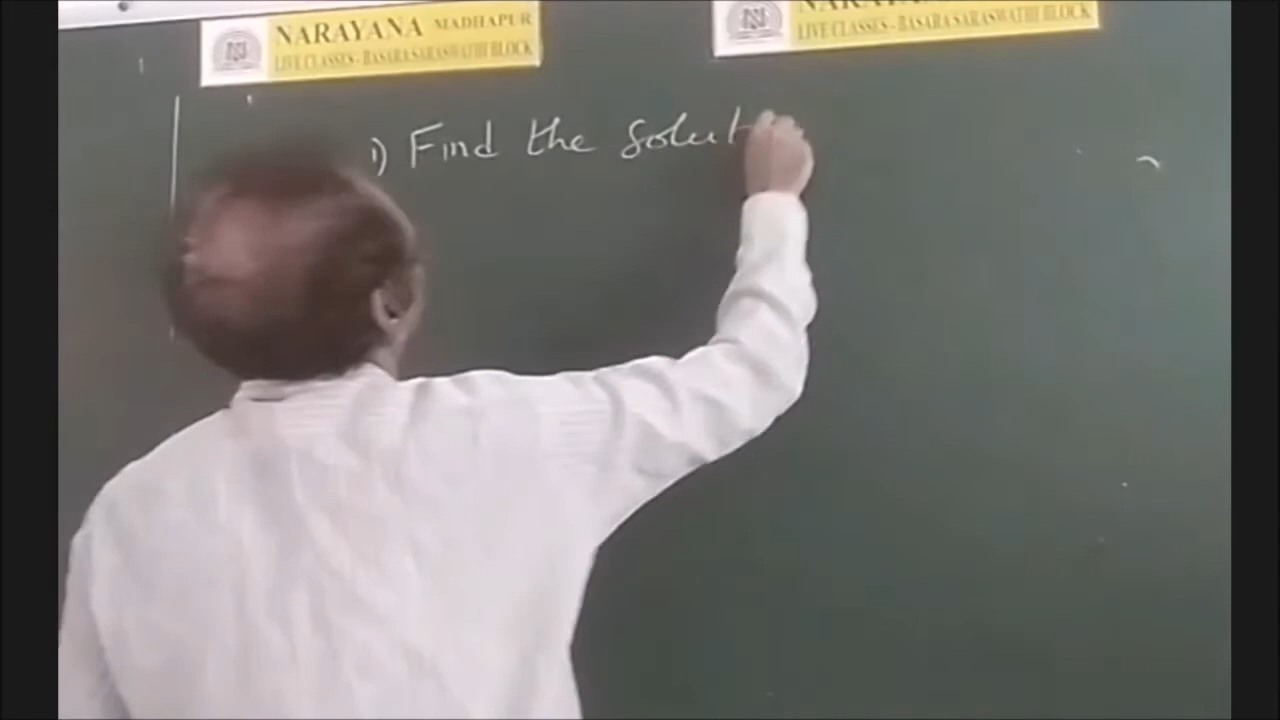 NARAYANA MADHAPUR
LIVE CLASSES - BASARA SARASWATHI BLOCK
NARAYANA
LIVE CLASSES - BASARA SARASWATHI BLOCK
1) Find the Solut